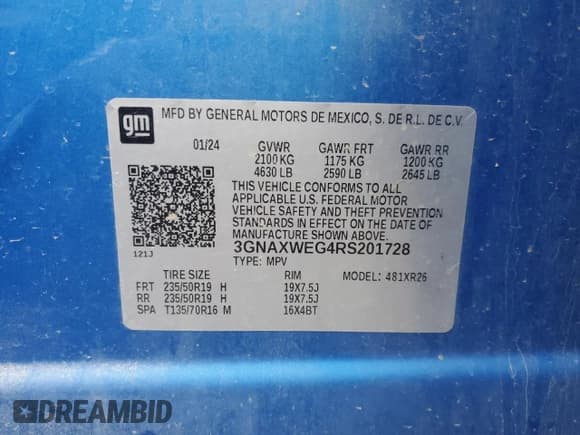 gm
MFD BY GENERAL MOTORS DE MEXICO, S. DE R.L. DE C.V.
01/24 GVWR GAWR FRT GAWR RR
2100 KG 1175 KG 1200 KG
4630 LB 2590 LB 2645 LB
THIS VEHICLE CONFORMS TO ALL
APPLICABLE U.S. FEDERAL MOTOR
VEHICLE SAFETY AND THEFT PREVENTION
STANDARDS IN EFFECT ON THE DATE OF
MANUFACTURE SHOWN ABOVE.
3GNAXWEG4RS201728
121J TYPE: MPV
TIRE SIZE RIM MODEL: 481XR26
FRT 235/50R19 H 19X7.5J
RR 235/50R19 H 19X7.5J
SPA T135/70R16 M 16X4BT
DREAMBID